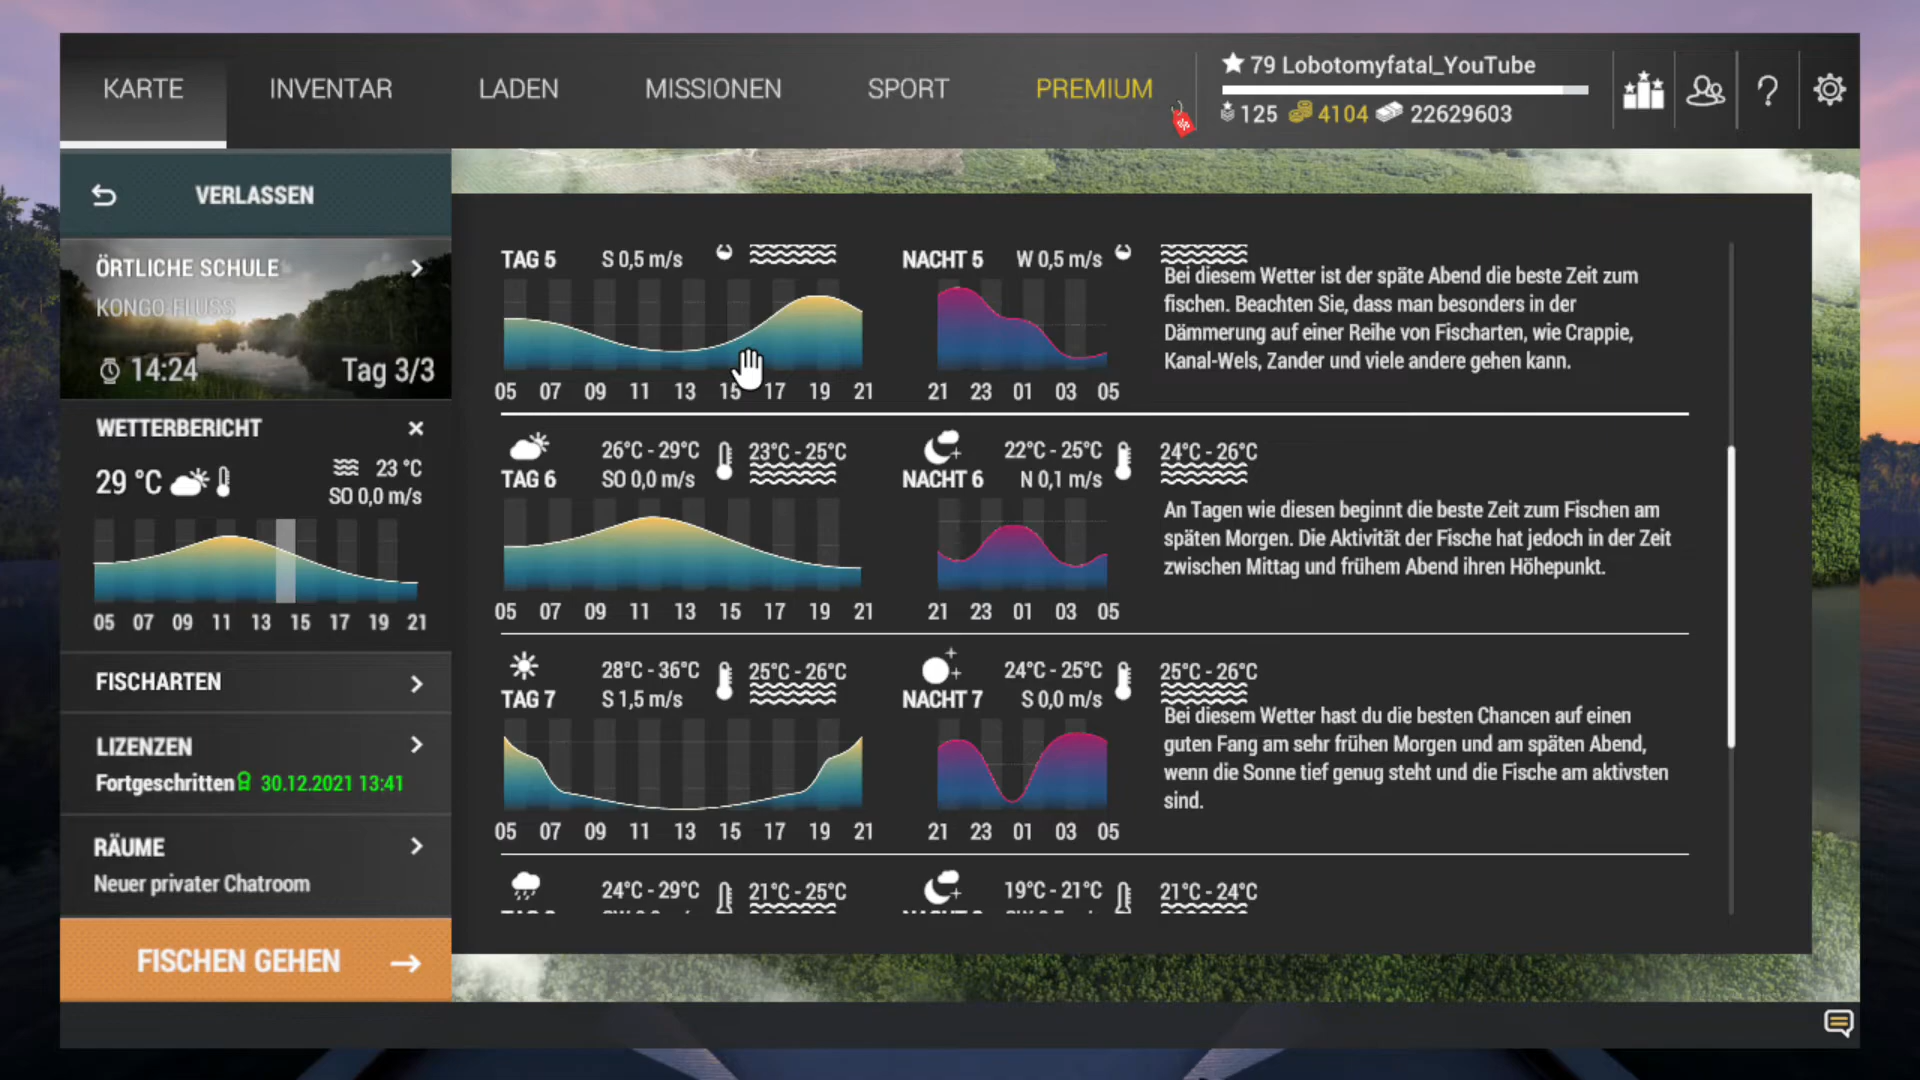 KARTE
INVENTAR
LADEN
MISSIONEN
SPORT
PREMIUM
79 Lobotomyfatal_YouTube
125 4104 22629603
VERLASSEN
ÖRTLICHE SCHULE
KONGO-FLUSS
14:24 Tag 3/3
WETTERBERICHT
29 °C 23 °C
SO 0,0 m/s
05 07 09 11 13 15 17 19 21
FISCHARTEN
LIZENZEN
Fortgeschritten 30.12.2021 13:41
RÄUME
Neuer privater Chatroom
FISCHEN GEHEN
TAG 5 S 0,5 m/s
05 07 09 11 13 15 17 19 21
NACHT 5 W 0,5 m/s
21 23 01 03 05
Bei diesem Wetter ist der späte Abend die beste Zeit zum
fischen. Beachten Sie, dass man besonders in der
Dämmerung auf einer Reihe von Fischarten, wie Crappie,
Kanal-Wels, Zander und viele andere gehen kann.
26°C - 29°C 23°C - 25°C
TAG 6 SO 0,0 m/s
05 07 09 11 13 15 17 19 21
22°C - 25°C 24°C - 26°C
NACHT 6 N 0,1 m/s
21 23 01 03 05
An Tagen wie diesen beginnt die beste Zeit zum Fischen am
späten Morgen. Die Aktivität der Fische hat jedoch in der Zeit
zwischen Mittag und frühem Abend ihren Höhepunkt.
28°C - 36°C 25°C - 26°C
TAG 7 S 1,5 m/s
05 07 09 11 13 15 17 19 21
24°C - 25°C 25°C - 26°C
NACHT 7 S 0,0 m/s
21 23 01 03 05
Bei diesem Wetter hast du die besten Chancen auf einen
guten Fang am sehr frühen Morgen und am späten Abend,
wenn die Sonne tief genug steht und die Fische am aktivsten
sind.
24°C - 29°C 21°C - 25°C
19°C - 21°C 21°C - 24°C